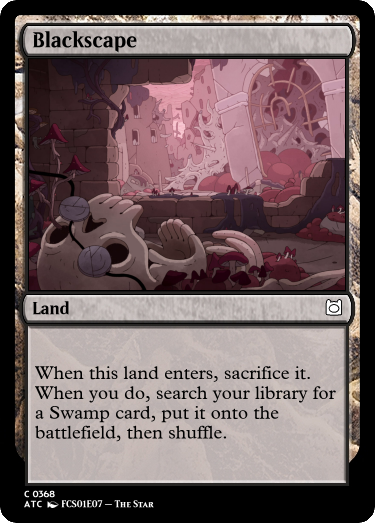 Blackscape
Land
When this land enters, sacrifice it.
When you do, search your library for
a Swamp card, put it onto the
battlefield, then shuffle.
C 0368
ATC FCS01E07 — The Star